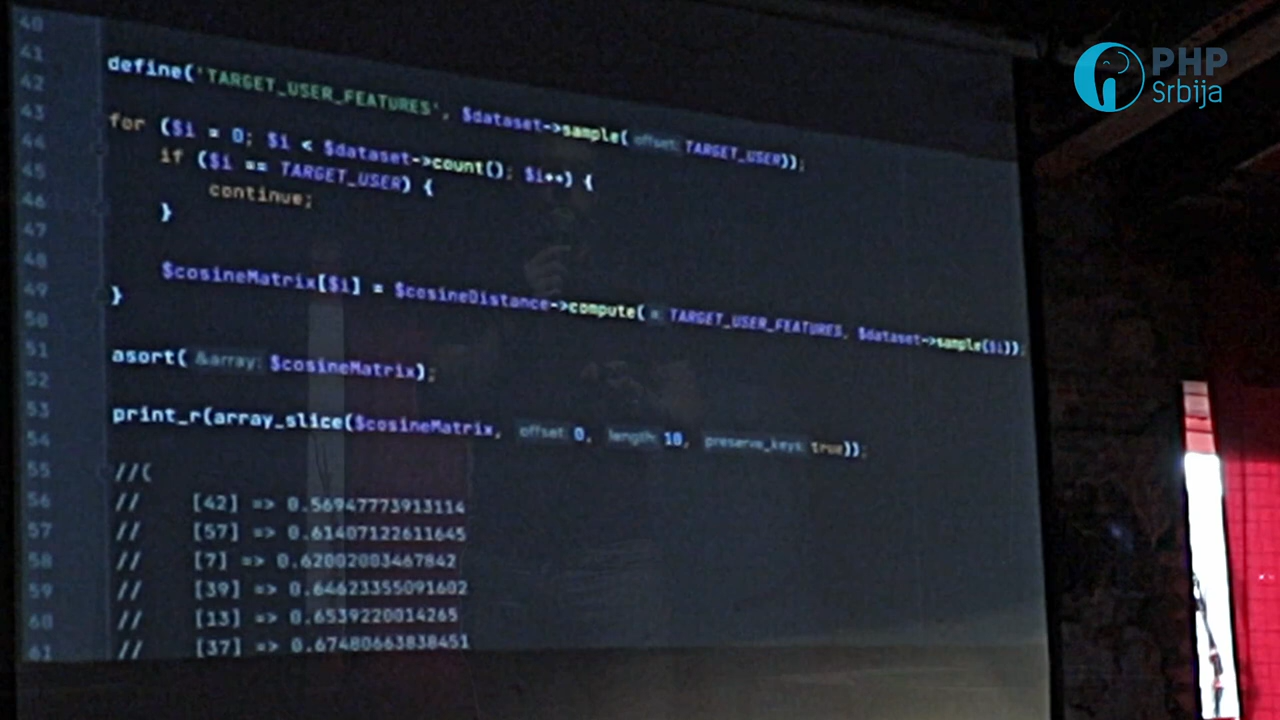 PHP
Srbija
40
41
42 define('TARGET_USER_FEATURES', $dataset->sample( offset: TARGET_USER));
43
44 for ($i = 0; $i < $dataset->count(); $i++) {
45 if ($i == TARGET_USER) {
46 continue;
47 }
48
49 $cosineMatrix[$i] = $cosineDistance->compute( TARGET_USER_FEATURES, $dataset->sample($i));
50 }
51
52 asort( &array: $cosineMatrix);
53
54 print_r(array_slice($cosineMatrix, offset: 0, length: 10, preserve_keys: true));
55 //(
56 // [42] => 0.56947773913114
57 // [57] => 0.61407122611645
58 // [7] => 0.62002003467842
59 // [39] => 0.64623355091602
60 // [13] => 0.6539220014265
61 // [37] => 0.67480663838451